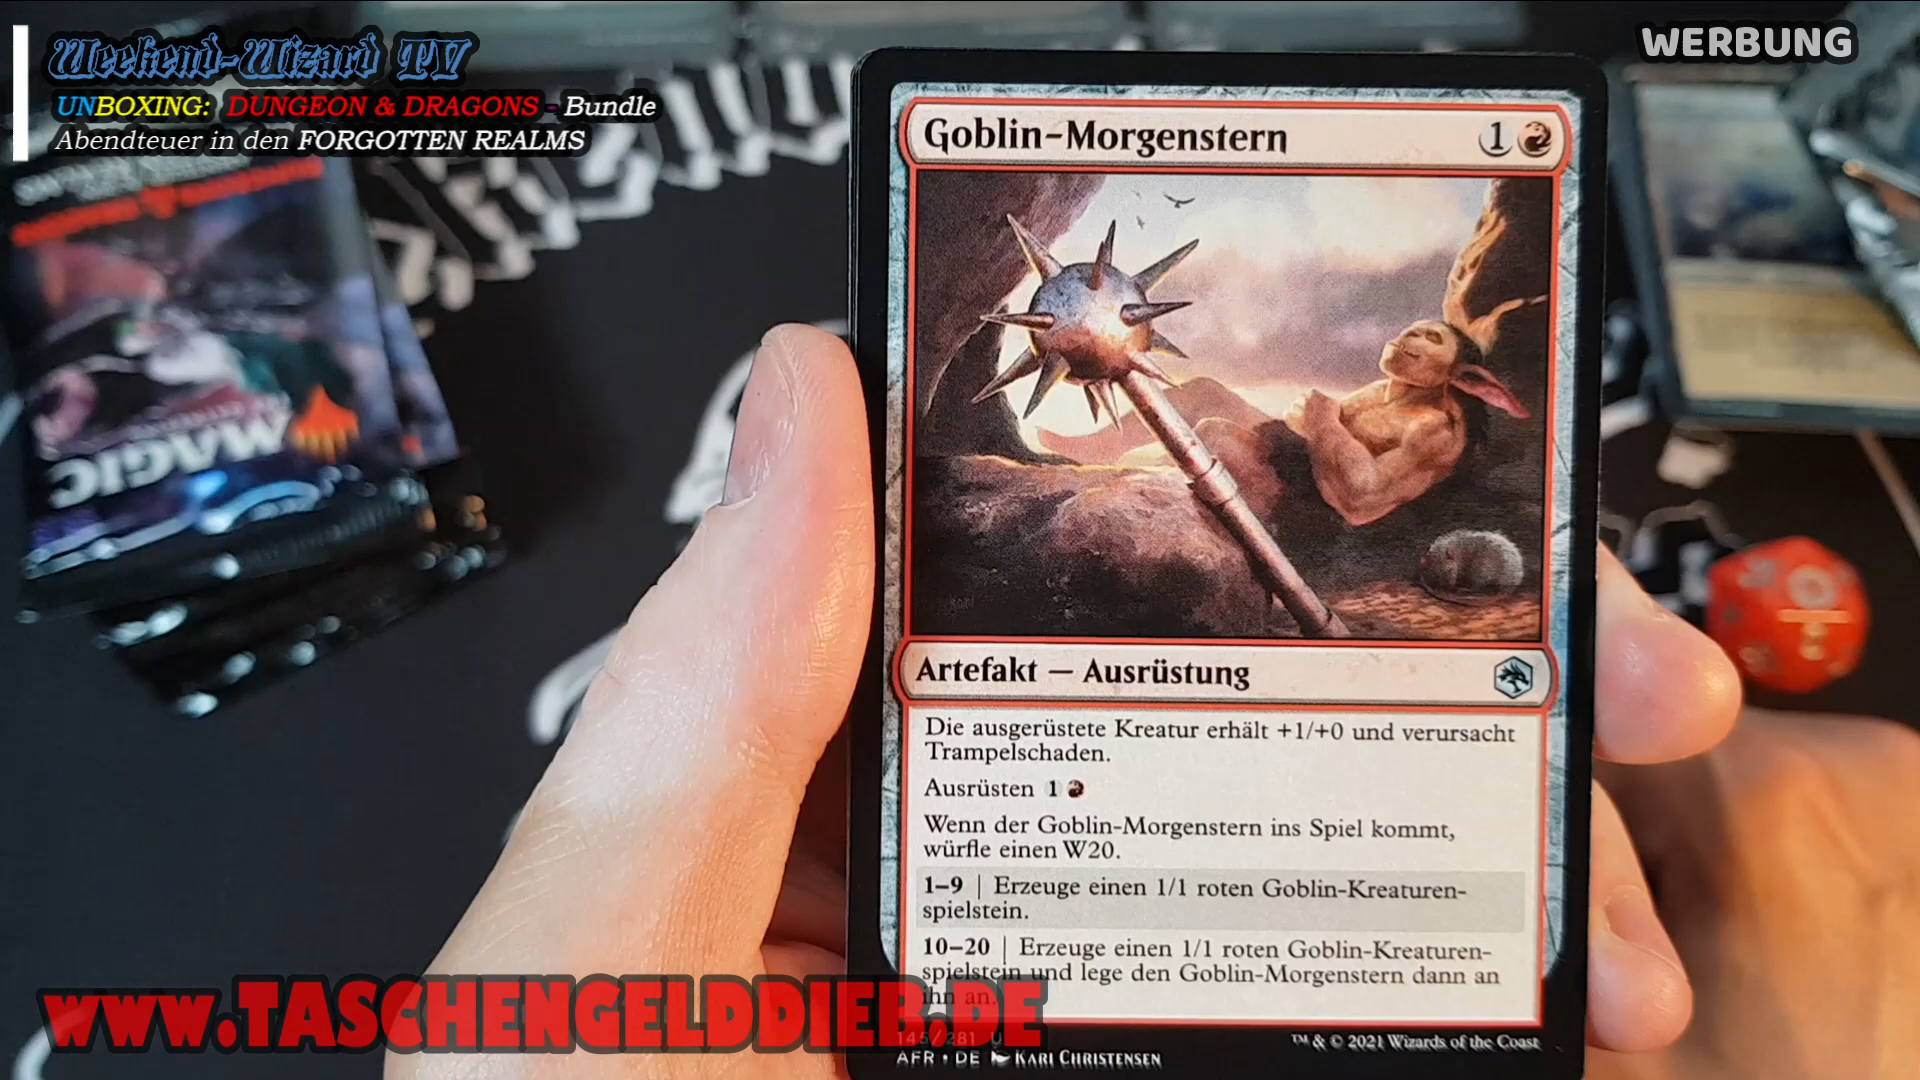 Weekend-Wizard TV
UNBOXING: DUNGEON & DRAGONS - Bundle
Abendteuer in den FORGOTTEN REALMS
WERBUNG
MAGIC
Goblin-Morgenstern 1
Artefakt — Ausrüstung
Die ausgerüstete Kreatur erhält +1/+0 und verursacht
Trampelschaden.
Ausrüsten 1
Wenn der Goblin-Morgenstern ins Spiel kommt,
würfle einen W20.
1–9 | Erzeuge einen 1/1 roten Goblin-Kreaturen-
spielstein.
10–20 | Erzeuge einen 1/1 roten Goblin-Kreaturen-
spielstein und lege den Goblin-Morgenstern dann an
ihn an.
145/281 U
AFR • DE KARI CHRISTENSEN
™ & © 2021 Wizards of the Coast
www.TASCHENGELDDIEB.DE